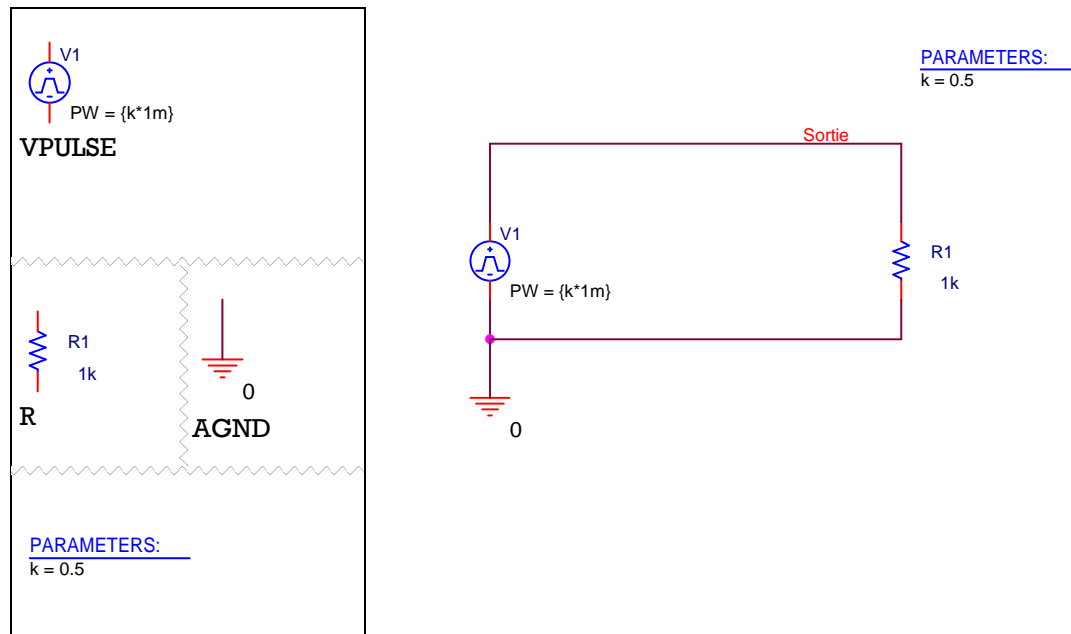 V1
PW = {k*1m}
VPULSE
R1
1k
R
0
AGND
PARAMETERS:
k = 0.5
PARAMETERS:
k = 0.5
Sortie
V1
PW = {k*1m}
R1
1k
0